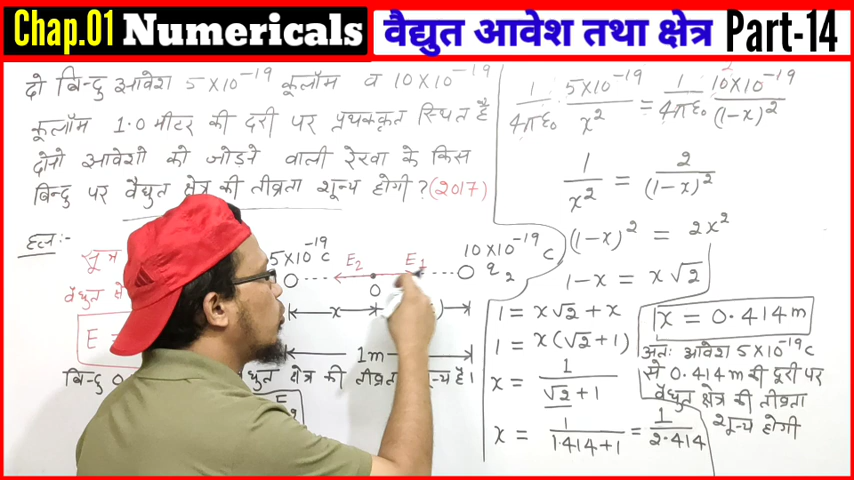 Chap.01 Numericals वैद्युत आवेश तथा क्षेत्र Part-14
दो बिन्दु आवेश 5×10⁻¹⁹ कूलॉम व 10×10⁻¹⁹
कूलॉम 1.0 मीटर की दूरी पर पृथककृत स्थित है
दोनो आवेशो को जोड़ने वाली रेखा के किस
बिन्दु पर वैद्युत क्षेत्र की तीव्रता शून्य होगी? (2017)
हल:-
सूत्र
वैद्युत
E =
5×10⁻¹⁹ C
E₂ E₁
10×10⁻¹⁹ C
q₂
O
x
1m
बिन्दु O
वैद्युत क्षेत्र की तीव्रता शून्य है।
1/4πε₀ 5×10⁻¹⁹/x² = 1/4πε₀ 10×10⁻¹⁹/(1-x)²
2
1/x² = 2/(1-x)²
(1-x)² = 2x²
1-x = x√2
1 = x√2 + x
1 = x(√2+1)
x = 1/√2+1
x = 1/1.414+1 = 1/2.414
x = 0.414m
अतः आवेश 5×10⁻¹⁹ C
से 0.414 m की दूरी पर
वैद्युत क्षेत्र की तीव्रता
शून्य होगी